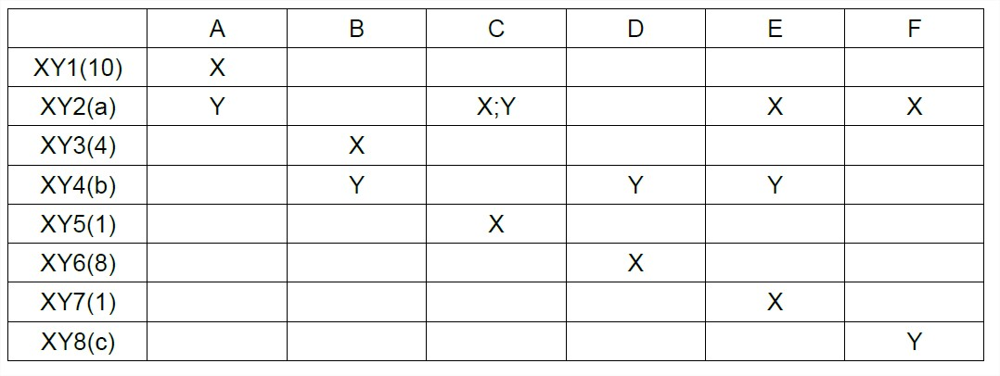 A B C D E F
XY1(10) X
XY2(a) Y X;Y X X
XY3(4) X
XY4(b) Y Y Y
XY5(1) X
XY6(8) X
XY7(1) X
XY8(c) Y